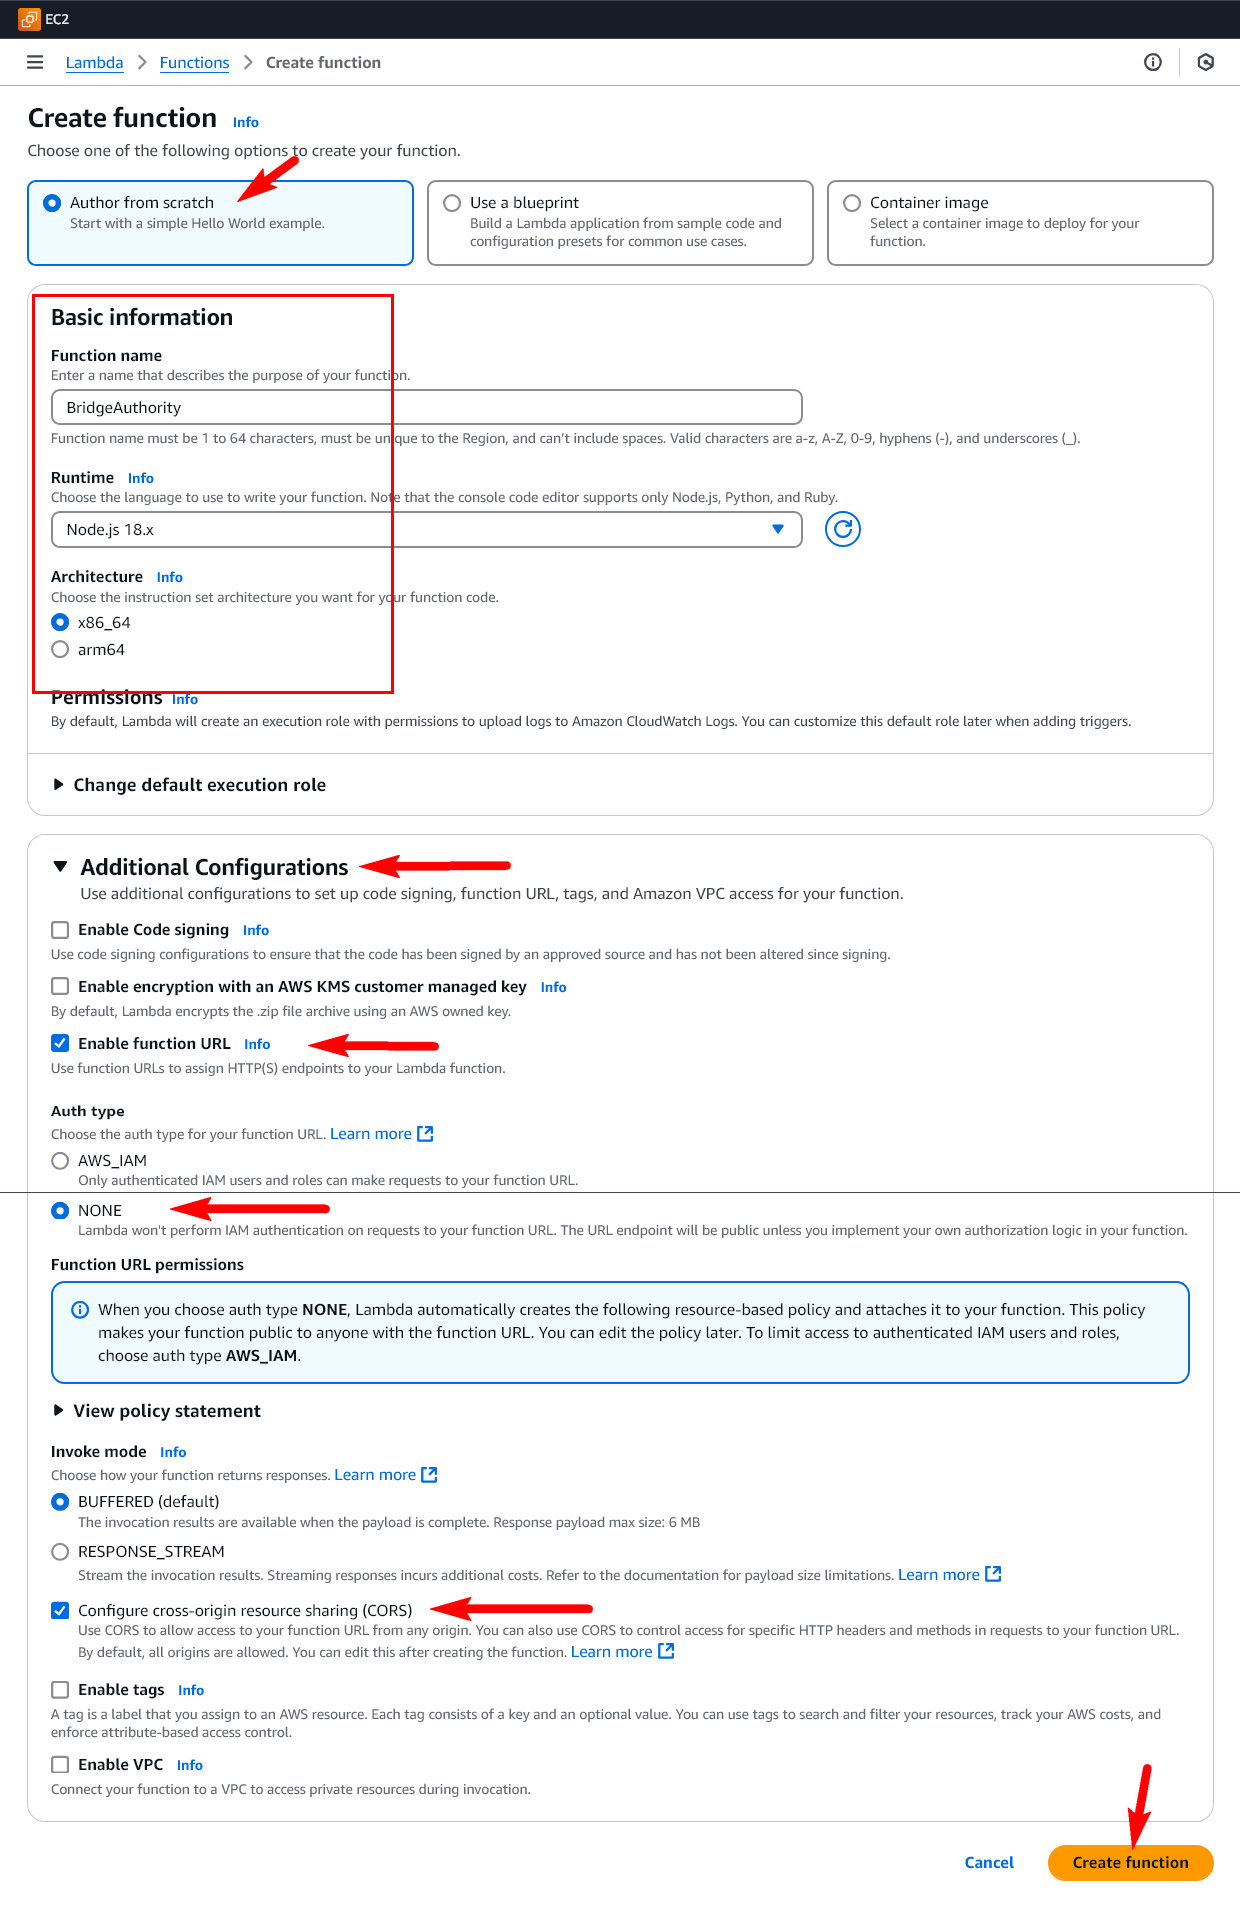 EC2
Lambda
Functions
Create function
Create function Info
Choose one of the following options to create your function.
Author from scratch
Start with a simple Hello World example.
Use a blueprint
Build a Lambda application from sample code and
configuration presets for common use cases.
Container image
Select a container image to deploy for your
function.
Basic information
Function name
Enter a name that describes the purpose of your function.
BridgeAuthority
Function name must be 1 to 64 characters, must be unique to the Region, and can't include spaces. Valid characters are a-z, A-Z, 0-9, hyphens (-), and underscores (_).
Runtime Info
Choose the language to use to write your function. Note that the console code editor supports only Node.js, Python, and Ruby.
Node.js 18.x
Architecture Info
Choose the instruction set architecture you want for your function code.
x86_64
arm64
Permissions Info
By default, Lambda will create an execution role with permissions to upload logs to Amazon CloudWatch Logs. You can customize this default role later when adding triggers.
Change default execution role
Additional Configurations
Use additional configurations to set up code signing, function URL, tags, and Amazon VPC access for your function.
Enable Code signing Info
Use code signing configurations to ensure that the code has been signed by an approved source and has not been altered since signing.
Enable encryption with an AWS KMS customer managed key Info
By default, Lambda encrypts the .zip file archive using an AWS owned key.
Enable function URL Info
Use function URLs to assign HTTP(S) endpoints to your Lambda function.
Auth type
Choose the auth type for your function URL. Learn more
AWS_IAM
Only authenticated IAM users and roles can make requests to your function URL.
NONE
Lambda won't perform IAM authentication on requests to your function URL. The URL endpoint will be public unless you implement your own authorization logic in your function.
Function URL permissions
When you choose auth type NONE, Lambda automatically creates the following resource-based policy and attaches it to your function. This policy
makes your function public to anyone with the function URL. You can edit the policy later. To limit access to authenticated IAM users and roles,
choose auth type AWS_IAM.
View policy statement
Invoke mode Info
Choose how your function returns responses. Learn more
BUFFERED (default)
The invocation results are available when the payload is complete. Response payload max size: 6 MB
RESPONSE_STREAM
Stream the invocation results. Streaming responses incurs additional costs. Refer to the documentation for payload size limitations. Learn more
Configure cross-origin resource sharing (CORS)
Use CORS to allow access to your function URL from any origin. You can also use CORS to control access for specific HTTP headers and methods in requests to your function URL.
By default, all origins are allowed. You can edit this after creating the function. Learn more
Enable tags Info
A tag is a label that you assign to an AWS resource. Each tag consists of a key and an optional value. You can use tags to search and filter your resources, track your AWS costs, and
enforce attribute-based access control.
Enable VPC Info
Connect your function to a VPC to access private resources during invocation.
Cancel
Create function